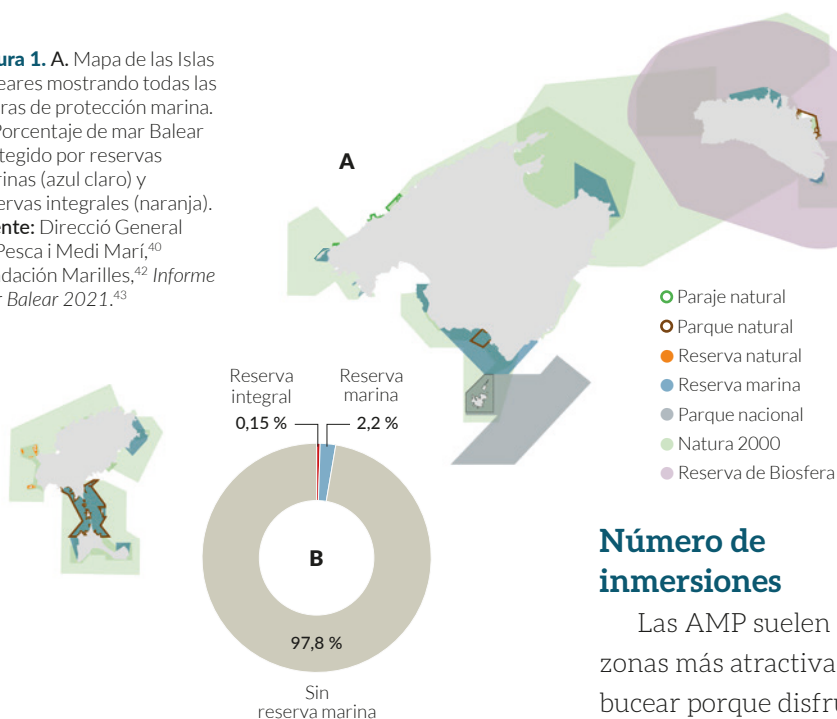 ura 1. A. Mapa de las Islas
eares mostrando todas las
ras de protección marina.
Porcentaje de mar Balear
tegido por reservas
rinas (azul claro) y
ervas integrales (naranja).
ente: Direcció General
Pesca i Medi Marí,40
dación Marilles,42 Informe
r Balear 2021.43
A
Paraje natural
Parque natural
Reserva natural
Reserva marina
Parque nacional
Natura 2000
Reserva de Biosfera
Reserva
integral
0,15 %
Reserva
marina
2,2 %
B
97,8 %
Sin
reserva marina
Número de
inmersiones
Las AMP suelen
zonas más atractiva
bucear porque disfru